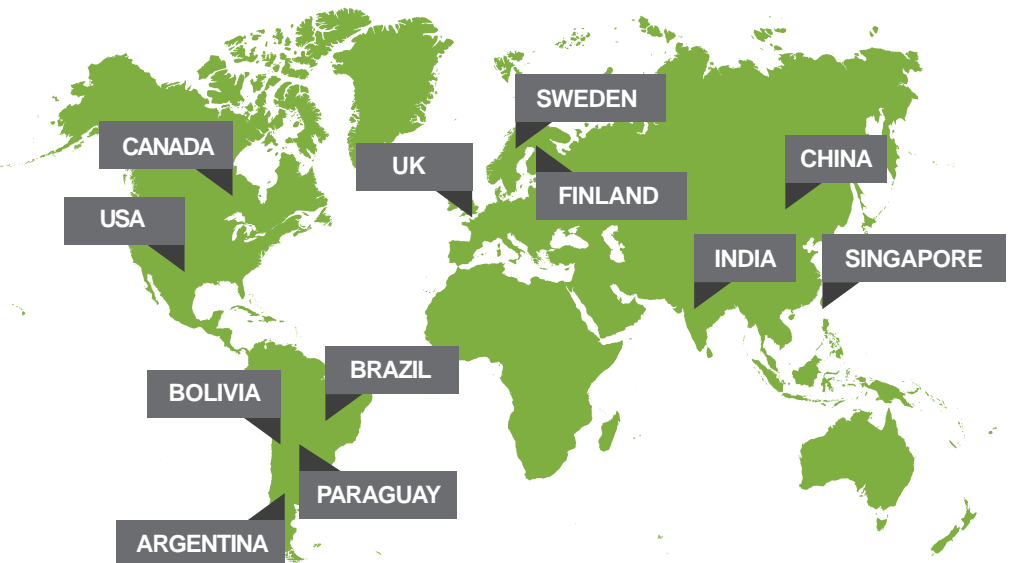 SWEDEN
CANADA
UK
CHINA
FINLAND
USA
INDIA
SINGAPORE
BRAZIL
BOLIVIA
PARAGUAY
ARGENTINA